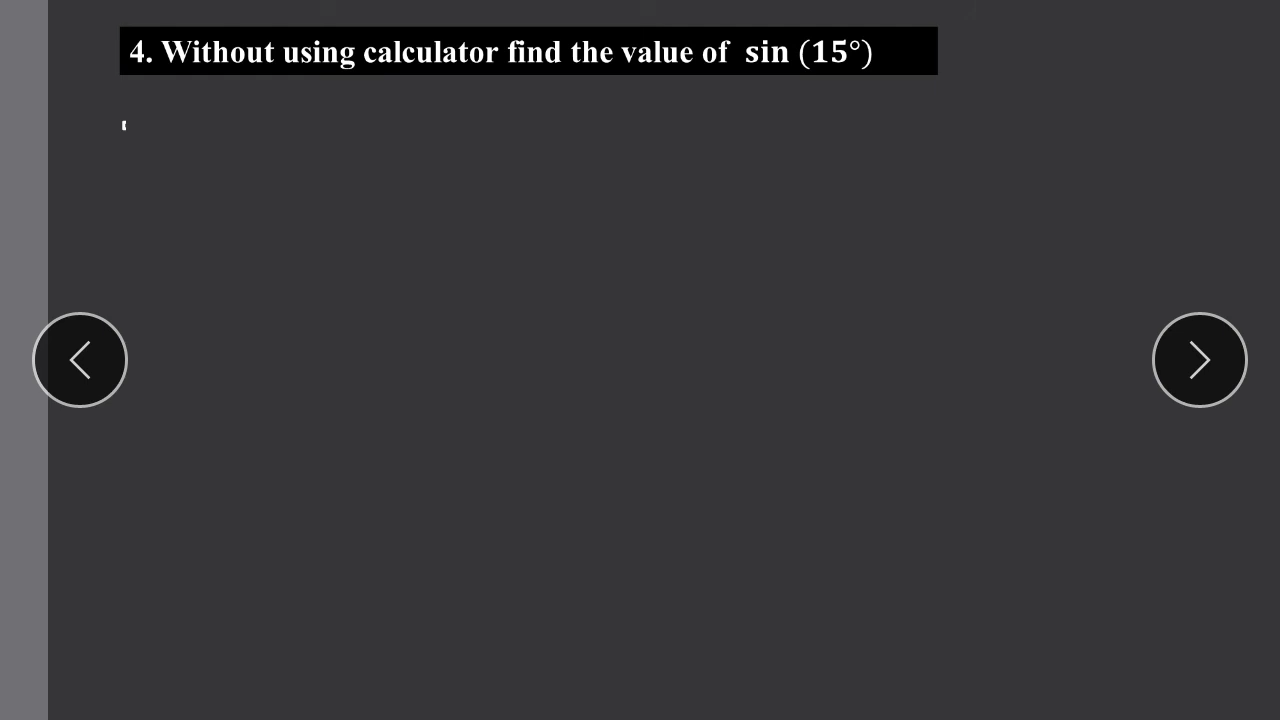 4. Without using calculator find the value of sin (15°)